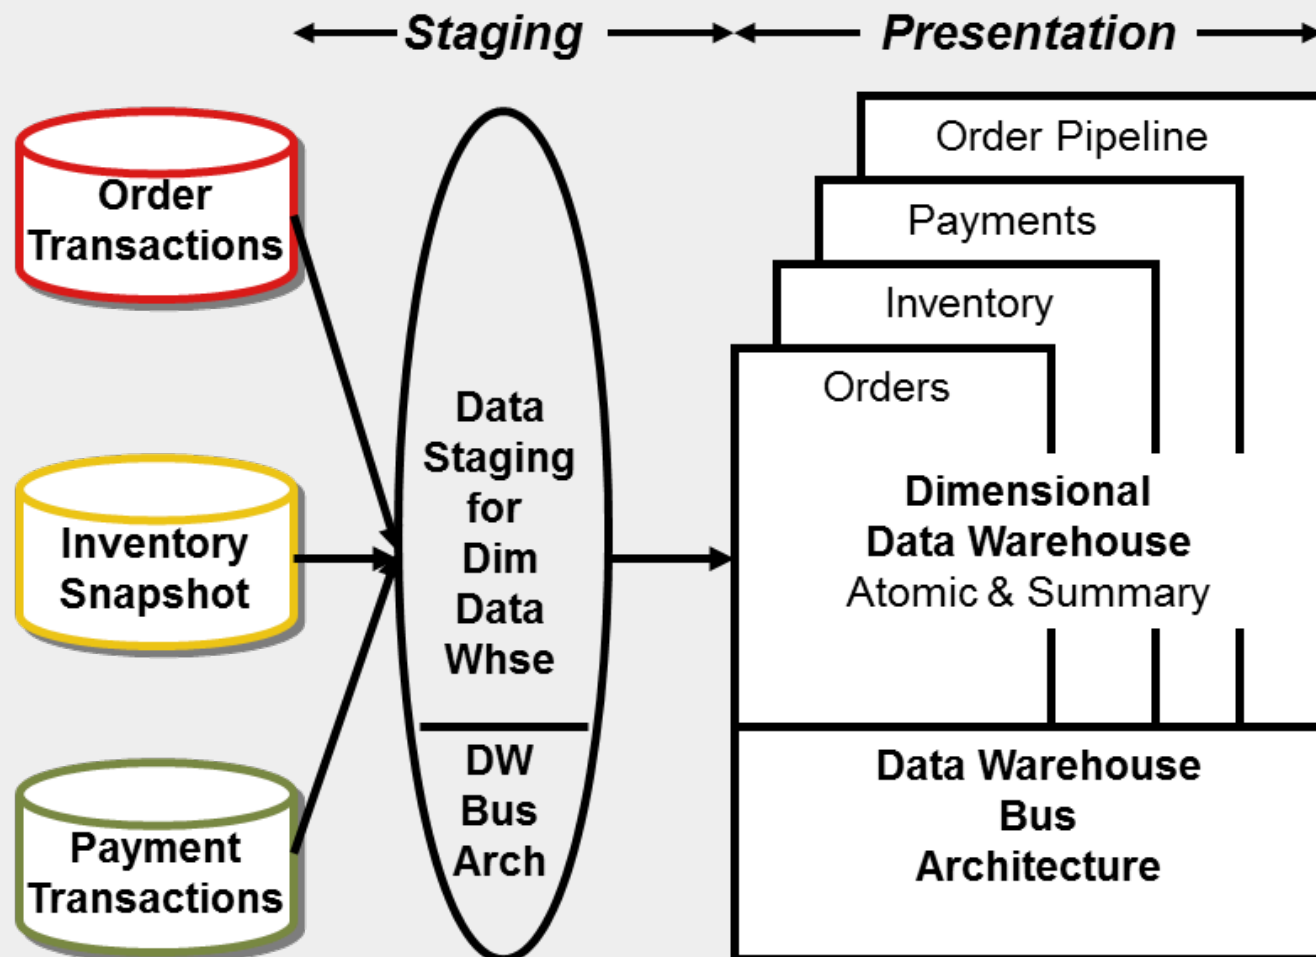 Staging
Presentation
Order
Transactions
Inventory
Snapshot
Payment
Transactions
Data
Staging
for
Dim
Data
Whse
DW
Bus
Arch
Order Pipeline
Payments
Inventory
Orders
Dimensional
Data Warehouse
Atomic & Summary
Data Warehouse
Bus
Architecture